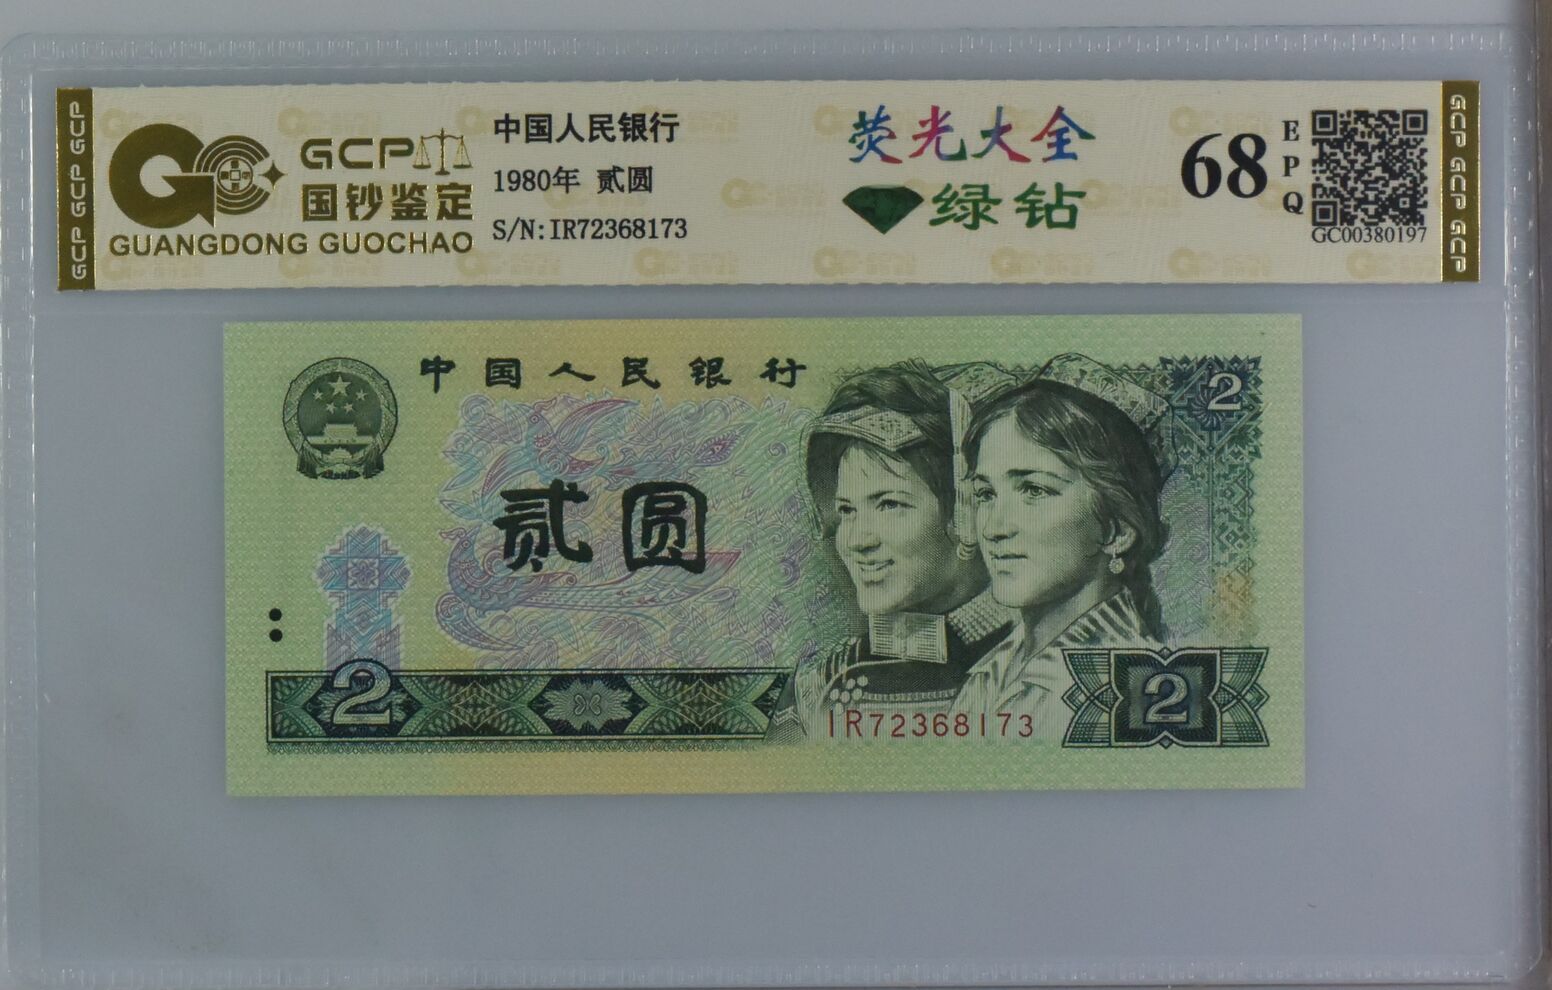 GCP GCP GCP
GCP
国钞鉴定
GUANGDONG GUOCHAO
中国人民银行
1980年 贰圆
S/N:IR72368173
荧光大全
绿钻
68
EPQ
GC00380197
GCP GCP GCP
中国人民银行
2
贰圆
2
IR72368173
2